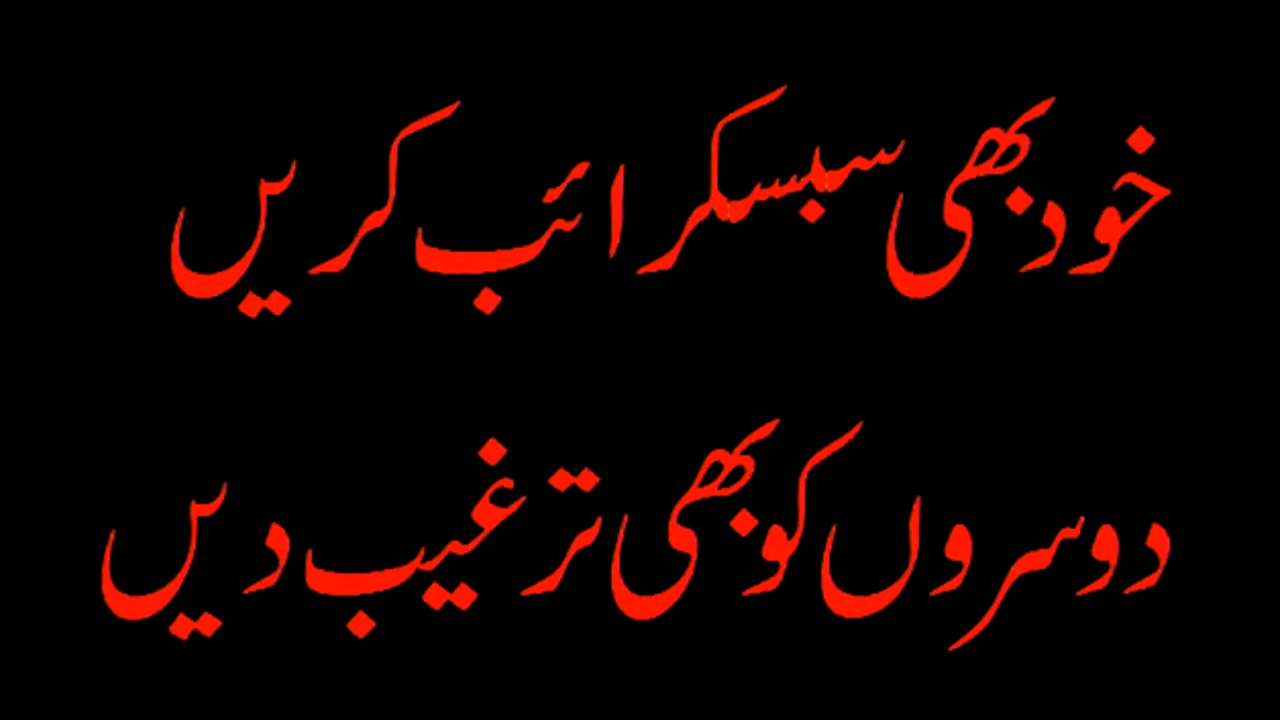 خود بھی سبسکرائب کریں
دوسروں کو بھی ترغیب دیں